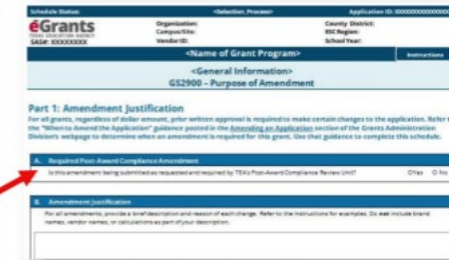 Schedule Status:
<Selection_Process>
Application ID: XXXXXXXXXXXXX
eGrants
TEXAS EDUCATION AGENCY
SAS#: XXXXXXXX
Organization:
Campus/Site:
Vendor ID:
County District:
ESC Region:
School Year:
<Name of Grant Program>
Instructions
<General Information>
GS2900 – Purpose of Amendment
Part 1: Amendment Justification
For all grants, regardless of dollar amount, prior written approval is required to make certain changes to the application. Refer to
the "When to Amend the Application" guidance posted in the Amending an Application section of the Grants Administration
Division's webpage to determine when an amendment is required for this grant. Use that guidance to complete this schedule.
A. Required Post-Award Compliance Amendment
Is this amendment being submitted as requested and required by TEA's Post-Award Compliance Review Unit?
Yes No
B. Amendment Justification
For all amendments, provide a brief description and reason of each change. Refer to the instructions for examples. Do not include brand
names, vendor names, or calculations as part of your description.